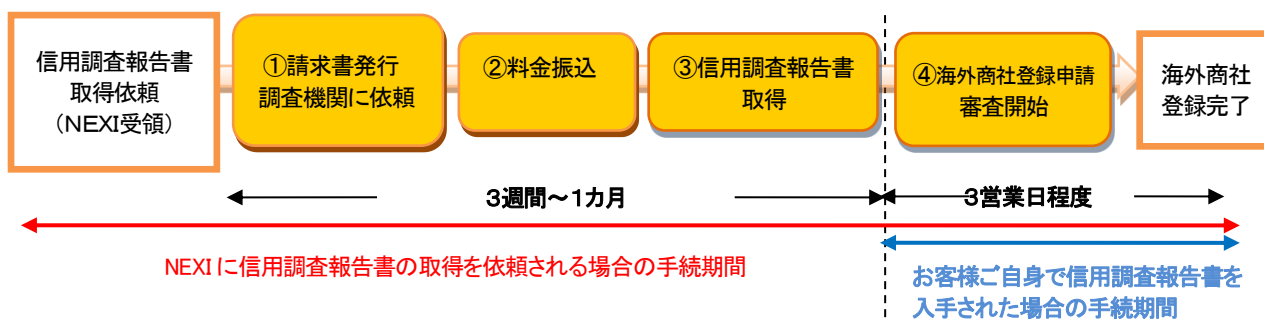 信用調査報告書
取得依頼
（NEXI受領）
①請求書発行
調査機関に依頼
②料金振込
③信用調査報告書
取得
④海外商社登録申請
審査開始
海外商社
登録完了
３週間～１カ月
３営業日程度
NEXI に信用調査報告書の取得を依頼される場合の手続期間
お客様ご自身で信用調査報告書を
入手された場合の手続期間